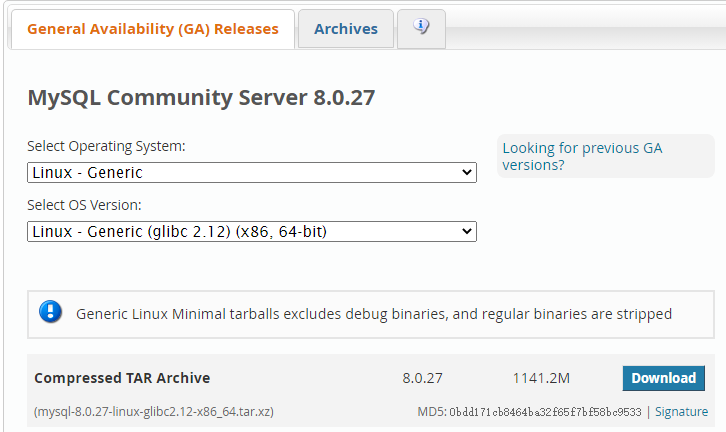 General Availability (GA) Releases
Archives
MySQL Community Server 8.0.27
Select Operating System:
Looking for previous GA
versions?
Linux - Generic
Select OS Version:
Linux - Generic (glibc 2.12) (x86, 64-bit)
Generic Linux Minimal tarballs excludes debug binaries, and regular binaries are stripped
Compressed TAR Archive 8.0.27 1141.2M Download
(mysql-8.0.27-linux-glibc2.12-x86_64.tar.xz) MD5: 0bdd171cb8464ba32f65f7bf58bc9533 | Signature